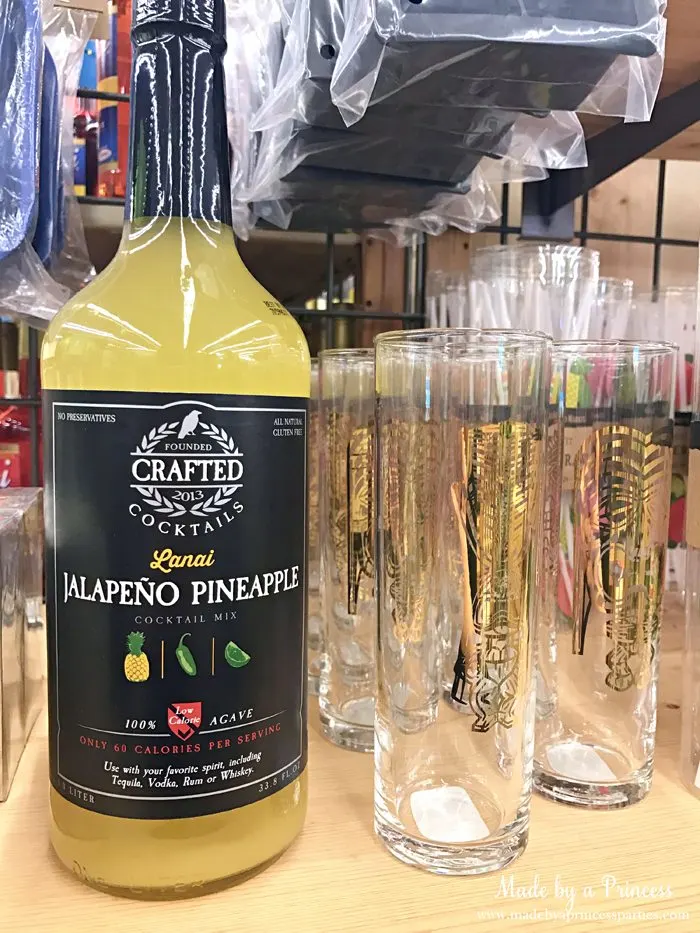 NO PRESERVATIVES
ALL NATURAL
GLUTEN FREE
FOUNDED
CRAFTED
2013
COCKTAILS
Lanai
JALAPEÑO PINEAPPLE
COCKTAIL MIX
100% Low Calorie AGAVE
ONLY 60 CALORIES PER SERVING
Use with your favorite spirit, including
Tequila, Vodka, Rum or Whiskey.
1 LITER
33.8 FL.OZ
Made by a Princess
www.madebyaprincessparties.com